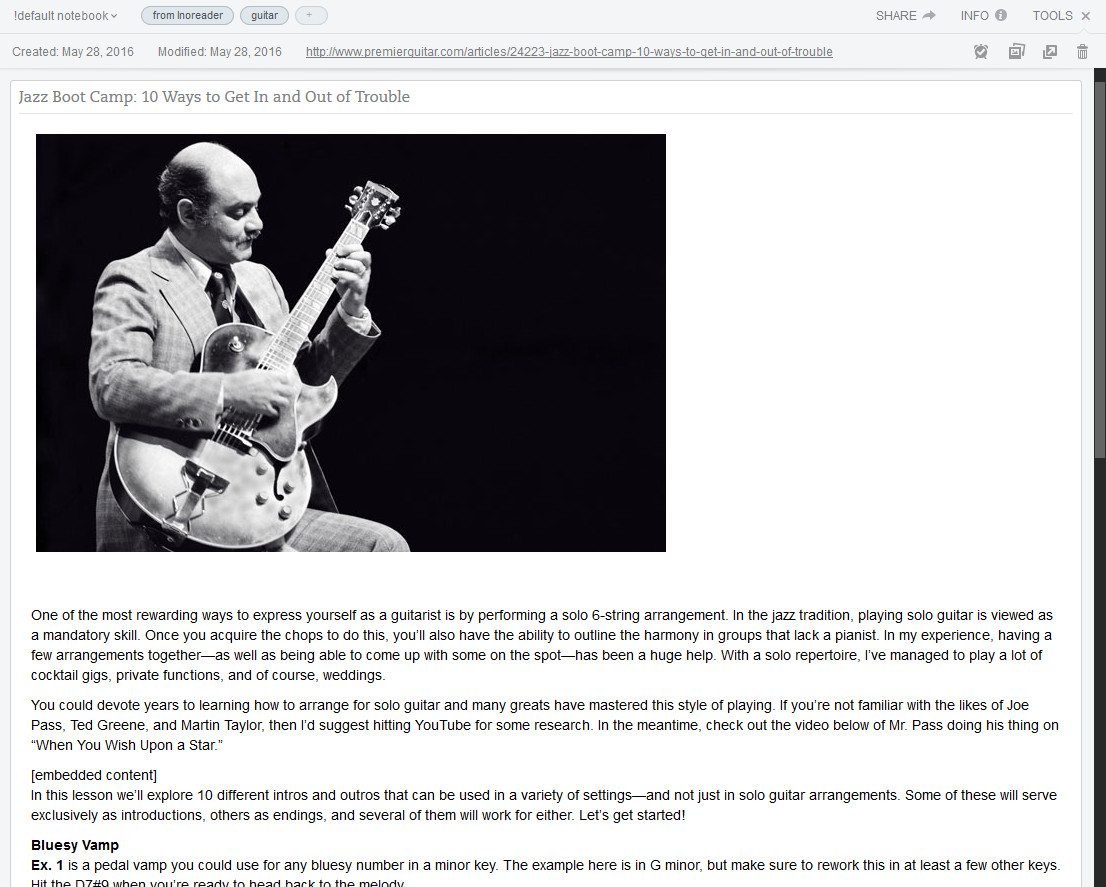 !default notebook
from Inoreader
guitar
+
SHARE
INFO
TOOLS
Created: May 28, 2016
Modified: May 28, 2016
http://www.premierguitar.com/articles/24223-jazz-boot-camp-10-ways-to-get-in-and-out-of-trouble
Jazz Boot Camp: 10 Ways to Get In and Out of Trouble
One of the most rewarding ways to express yourself as a guitarist is by performing a solo 6-string arrangement. In the jazz tradition, playing solo guitar is viewed as
a mandatory skill. Once you acquire the chops to do this, you’ll also have the ability to outline the harmony in groups that lack a pianist. In my experience, having a
few arrangements together—as well as being able to come up with some on the spot—has been a huge help. With a solo repertoire, I’ve managed to play a lot of
cocktail gigs, private functions, and of course, weddings.
You could devote years to learning how to arrange for solo guitar and many greats have mastered this style of playing. If you’re not familiar with the likes of Joe
Pass, Ted Greene, and Martin Taylor, then I’d suggest hitting YouTube for some research. In the meantime, check out the video below of Mr. Pass doing his thing on
“When You Wish Upon a Star.”
[embedded content]
In this lesson we’ll explore 10 different intros and outros that can be used in a variety of settings—and not just in solo guitar arrangements. Some of these will serve
exclusively as introductions, others as endings, and several of them will work for either. Let’s get started!
Bluesy Vamp
Ex. 1 is a pedal vamp you could use for any bluesy number in a minor key. The example here is in G minor, but make sure to rework this in at least a few other keys.
Hit the D7#9 when you’re ready to head back to the melody.